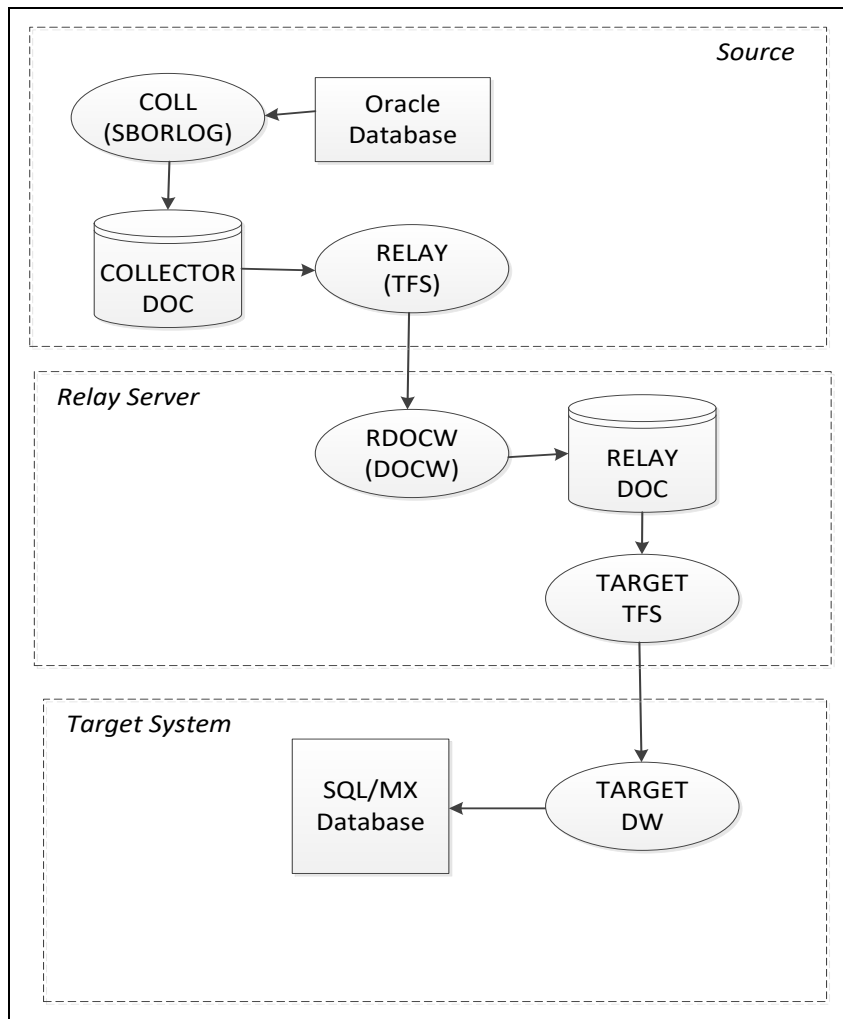 Source
COLL
(SBORLOG)
Oracle
Database
COLLECTOR
DOC
RELAY
(TFS)
Relay Server
RDOCW
(DOCW)
RELAY
DOC
TARGET
TFS
Target System
SQL/MX
Database
TARGET
DW